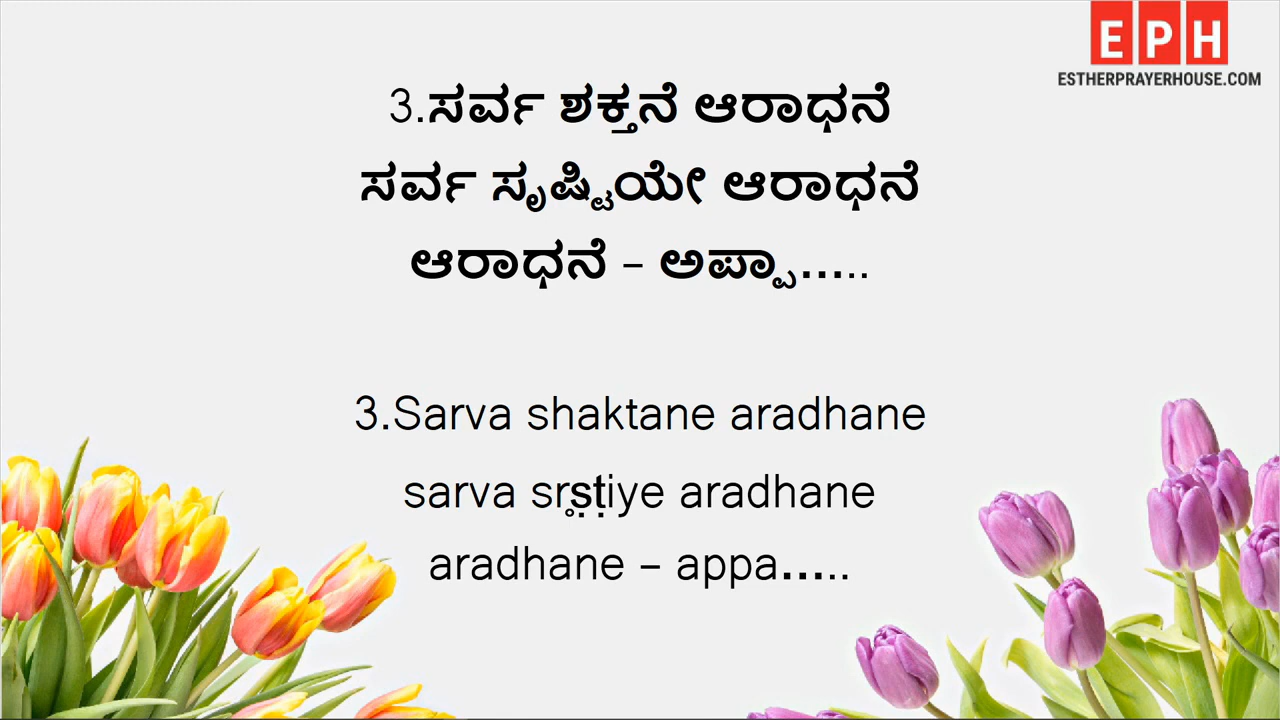 EPH
ESTHERPRAYERHOUSE.COM
3.ಸರ್ವ ಶಕ್ತನೆ ಆರಾಧನೆ
ಸರ್ವ ಸೃಷ್ಟಿಯೇ ಆರಾಧನೆ
ಆರಾಧನೆ – ಅಪ್ಪಾ.....
3.Sarva shaktane aradhane
sarva sr̥ṣṭiye aradhane
aradhane – appa.....